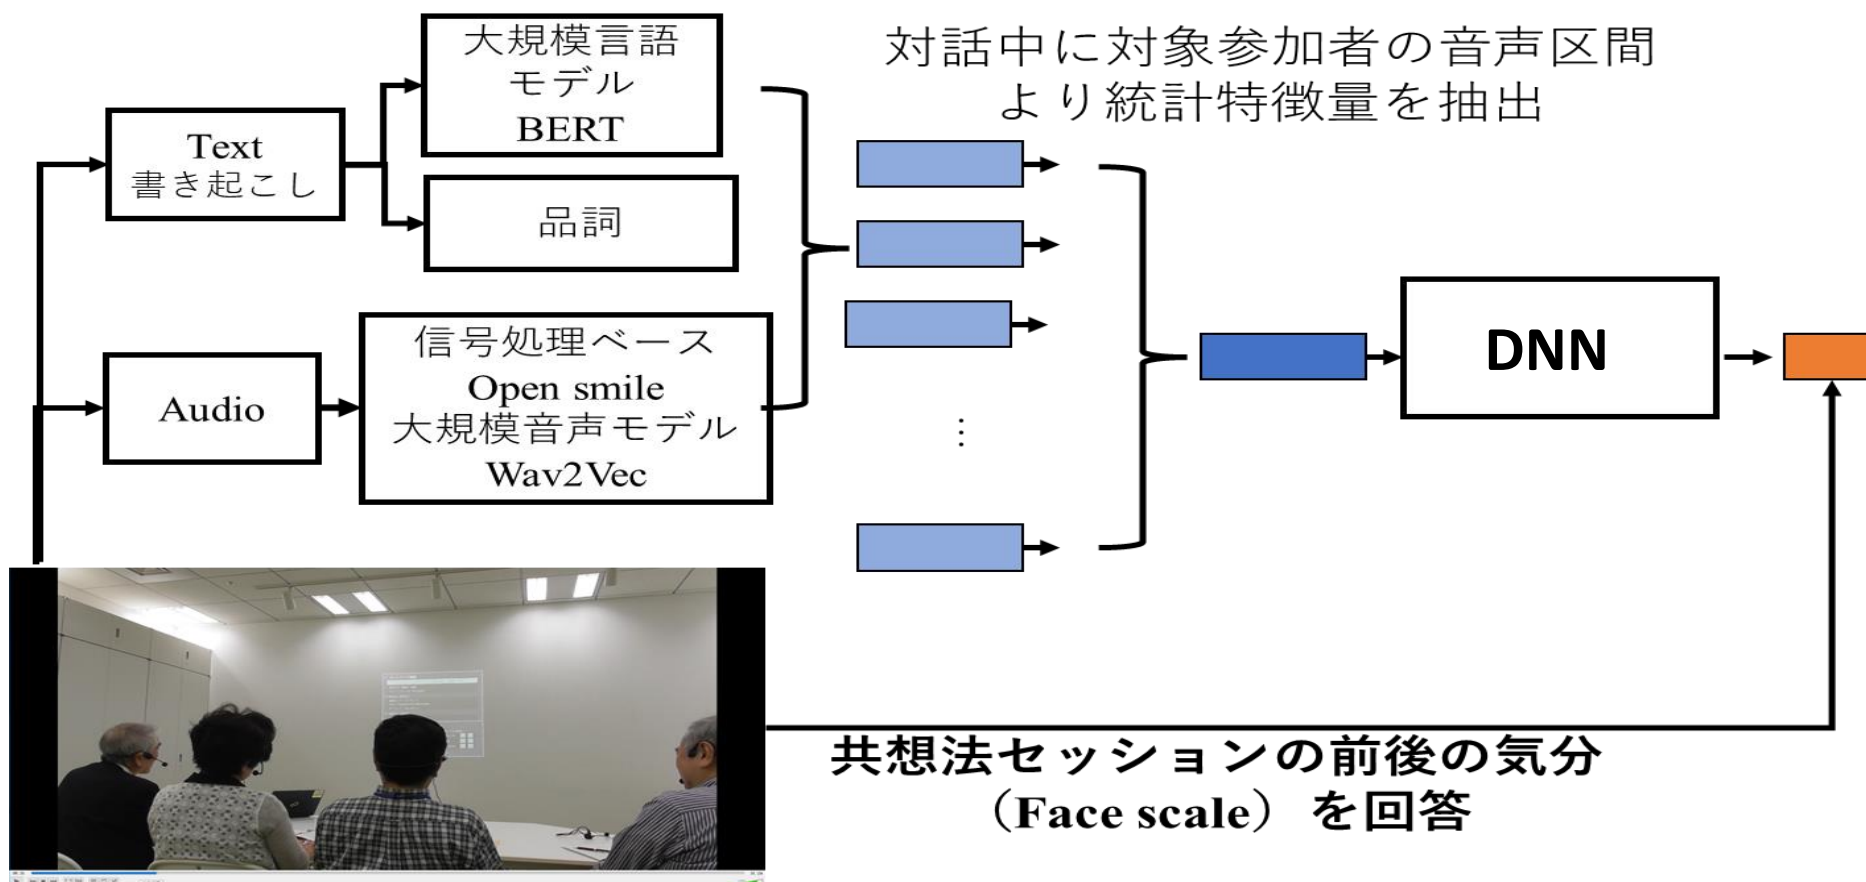 大規模言語
モデル
BERT
対話中に対象参加者の音声区間
より統計特徴量を抽出
Text
書き起こし
品詞
信号処理ベース
Open smile
大規模音声モデル
Wav2Vec
Audio
DNN
⋮
共想法セッションの前後の気分
（Face scale）を回答